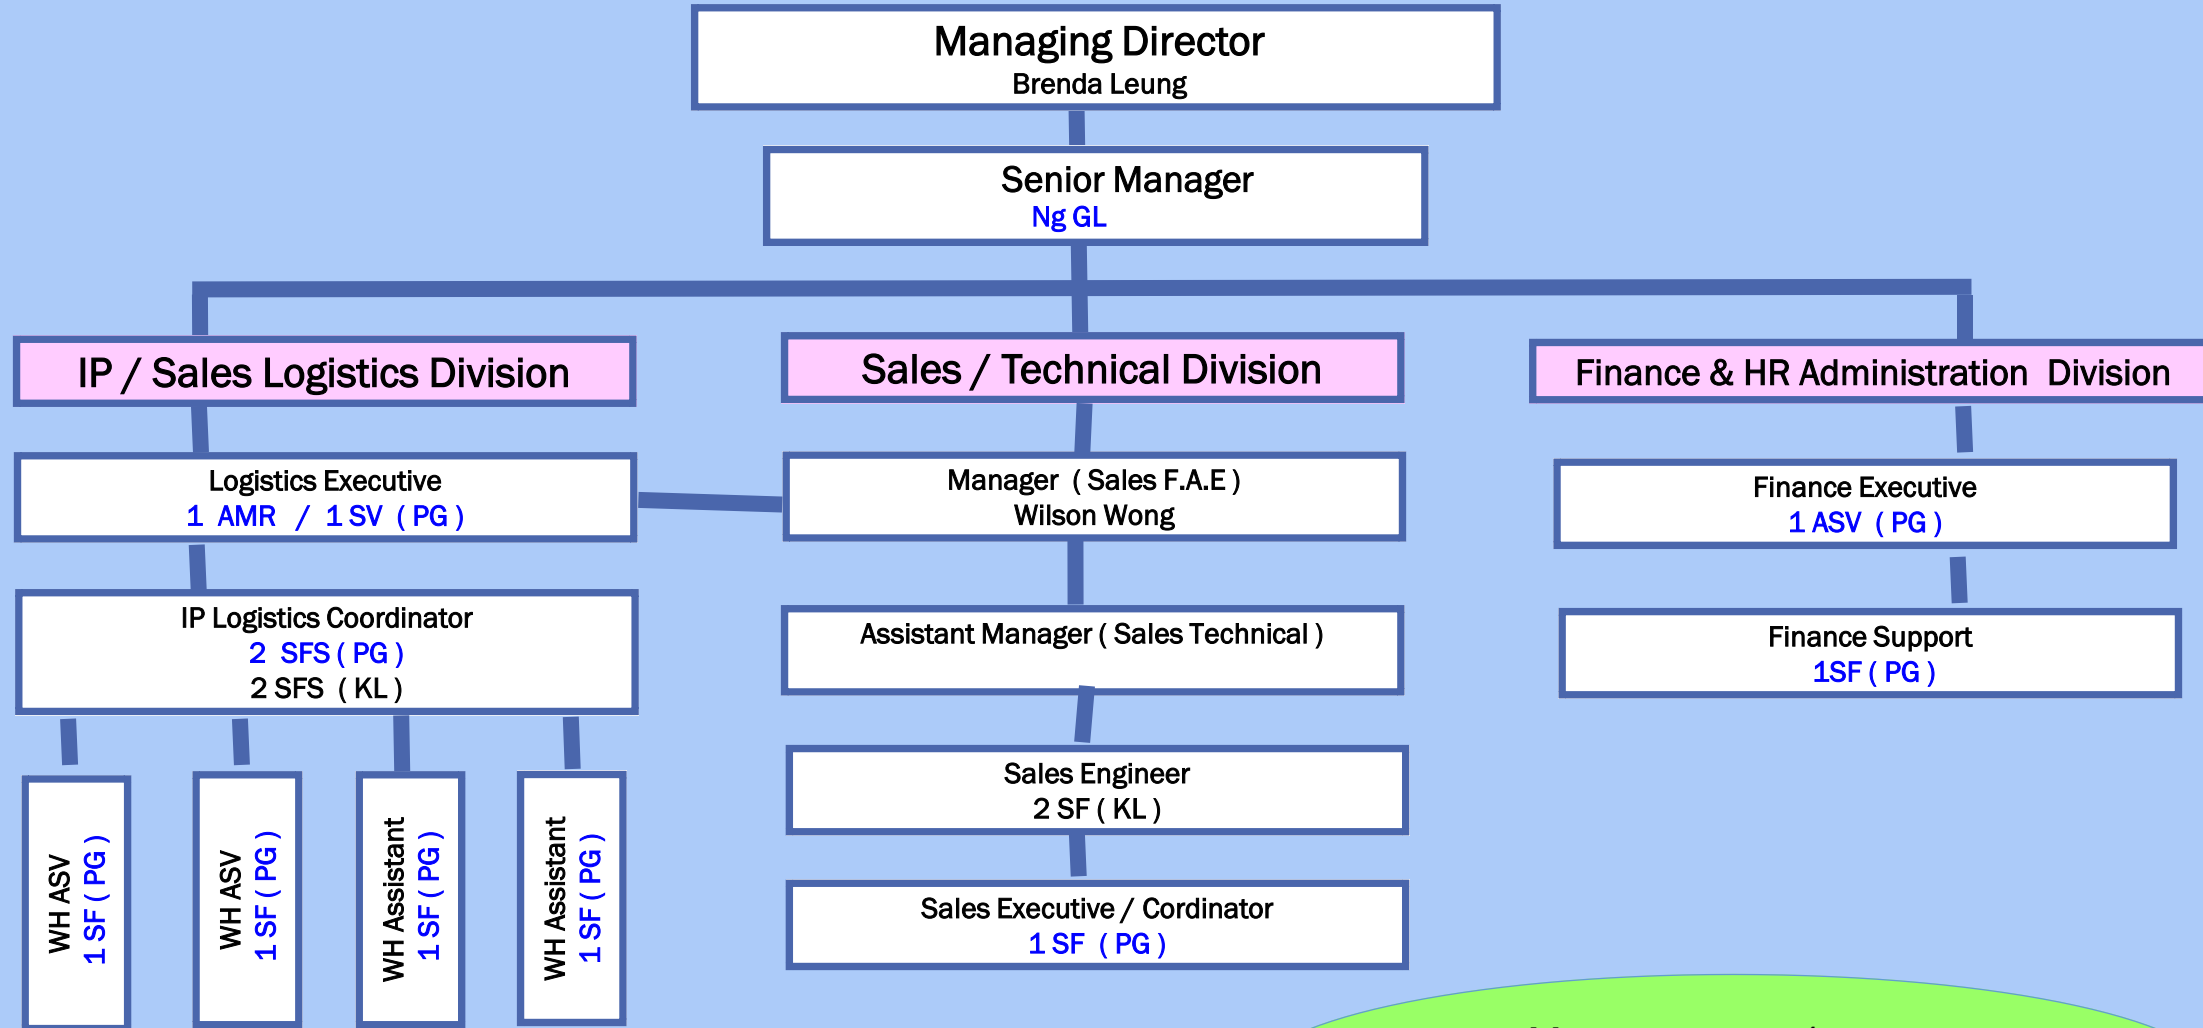 Managing Director
Brenda Leung
Senior Manager
Ng GL
IP / Sales Logistics Division
Sales / Technical Division
Finance & HR Administration Division
Logistics Executive
1 AMR / 1 SV ( PG )
Manager ( Sales F.A.E )
Wilson Wong
Finance Executive
1 ASV ( PG )
IP Logistics Coordinator
2 SFS ( PG )
2 SFS ( KL )
Assistant Manager ( Sales Technical )
Finance Support
1SF ( PG )
WH ASV
1 SF ( PG )
WH ASV
1 SF ( PG )
WH Assistant
1 SF ( PG )
WH Assistant
1 SF ( PG )
Sales Engineer
2 SF ( KL )
Sales Executive / Cordinator
1 SF ( PG )